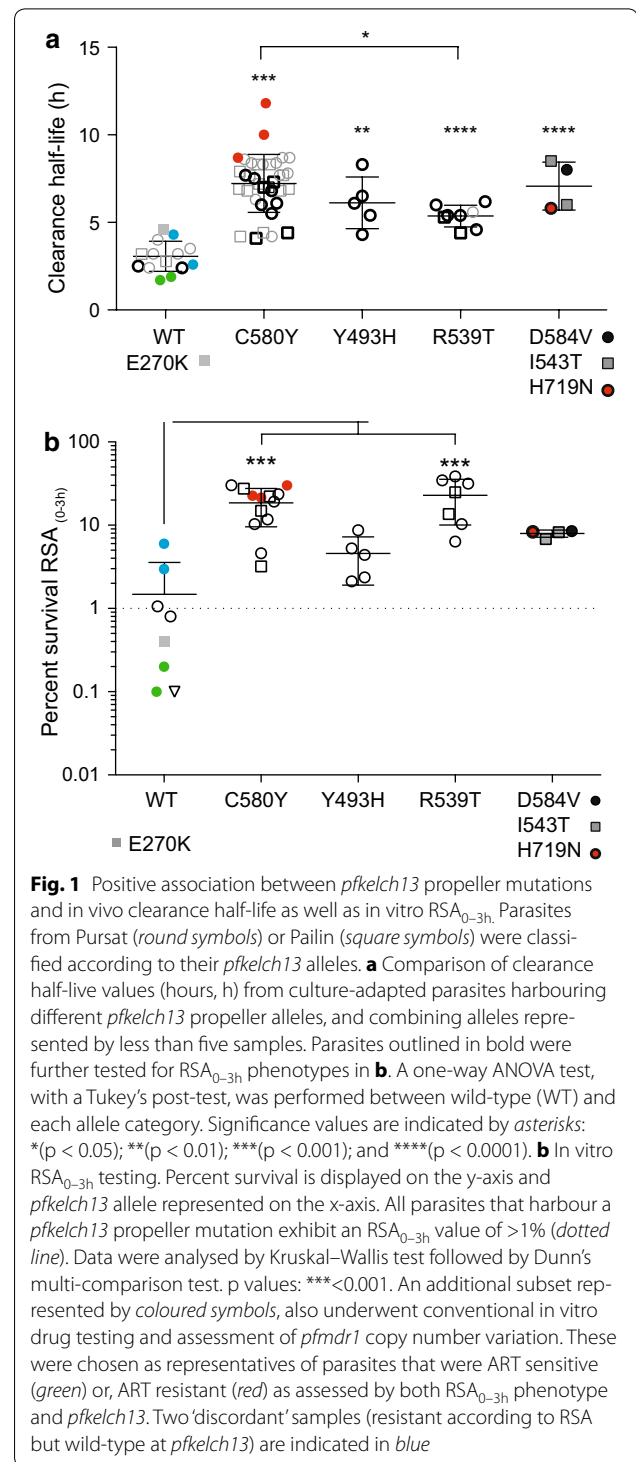 a
*
15
***
**
****
****
10
5
0
Clearance half-life (h)
WT
C580Y
Y493H
R539T
D584V
E270K
I543T
H719N
b
100
***
***
10
1
0.1
0.01
Percent survival RSA (0-3h)
WT
C580Y
Y493H
R539T
D584V
E270K
I543T
H719N
Fig. 1 Positive association between pfkelch13 propeller mutations
and in vivo clearance half-life as well as in vitro RSA0–3h. Parasites
from Pursat (round symbols) or Pailin (square symbols) were classi-
fied according to their pfkelch13 alleles. a Comparison of clearance
half-live values (hours, h) from culture-adapted parasites harbouring
different pfkelch13 propeller alleles, and combining alleles repre-
sented by less than five samples. Parasites outlined in bold were
further tested for RSA0–3h phenotypes in b. A one-way ANOVA test,
with a Tukey's post-test, was performed between wild-type (WT) and
each allele category. Significance values are indicated by asterisks:
*(p < 0.05); **(p < 0.01); ***(p < 0.001); and ****(p < 0.0001). b In vitro
RSA0–3h testing. Percent survival is displayed on the y-axis and
pfkelch13 allele represented on the x-axis. All parasites that harbour a
pfkelch13 propeller mutation exhibit an RSA0–3h value of >1% (dotted
line). Data were analysed by Kruskal–Wallis test followed by Dunn's
multi-comparison test. p values: ***<0.001. An additional subset rep-
resented by coloured symbols, also underwent conventional in vitro
drug testing and assessment of pfmdr1 copy number variation. These
were chosen as representatives of parasites that were ART sensitive
(green) or, ART resistant (red) as assessed by both RSA0–3h phenotype
and pfkelch13. Two 'discordant' samples (resistant according to RSA
but wild-type at pfkelch13) are indicated in blue